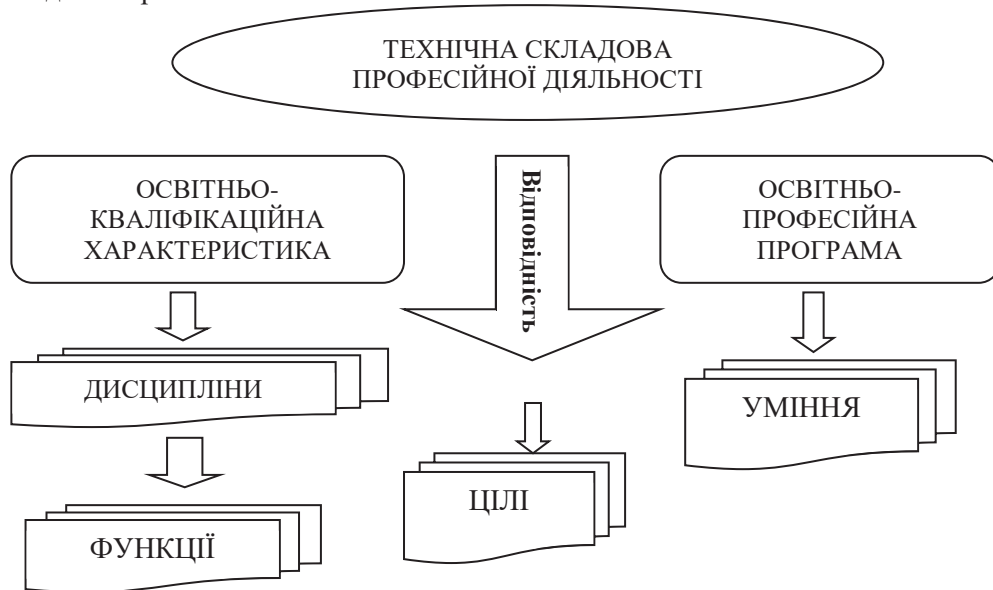 ТЕХНІЧНА СКЛАДОВА
ПРОФЕСІЙНОЇ ДІЯЛЬНОСТІ
ОСВІТНЬО-
КВАЛІФІКАЦІЙНА
ХАРАКТЕРИСТИКА
Відповідність
ОСВІТНЬО-
ПРОФЕСІЙНА
ПРОГРАМА
ДИСЦИПЛІНИ
УМІННЯ
ЦІЛІ
ФУНКЦІЇ